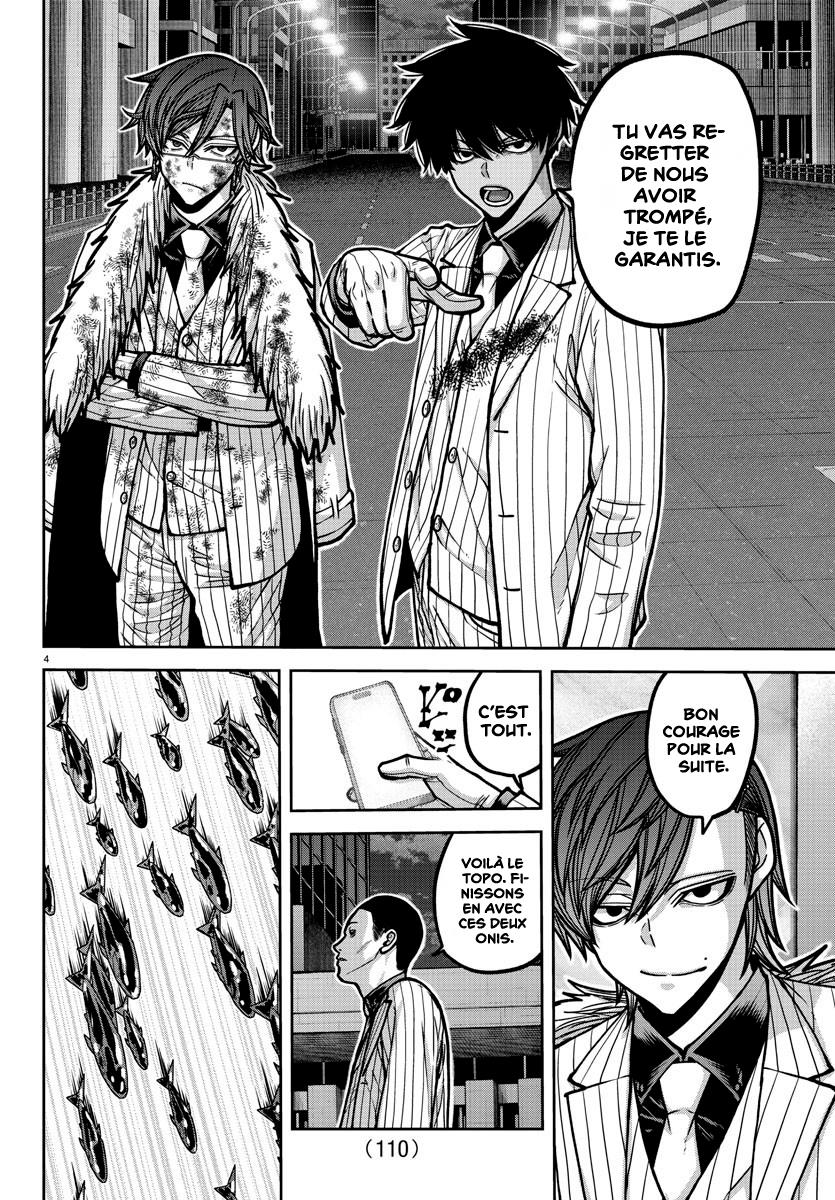 TU VAS RE-
GRETTER
DE NOUS
AVOIR
TROMPÉ,
JE TE LE
GARANTIS.
4
BON
COURAGE
POUR LA
SUITE.
C'EST
TOUT.
VOILÀ LE
TOPO. FI-
NISSONS
EN AVEC
CES DEUX
ONIS.
(110)